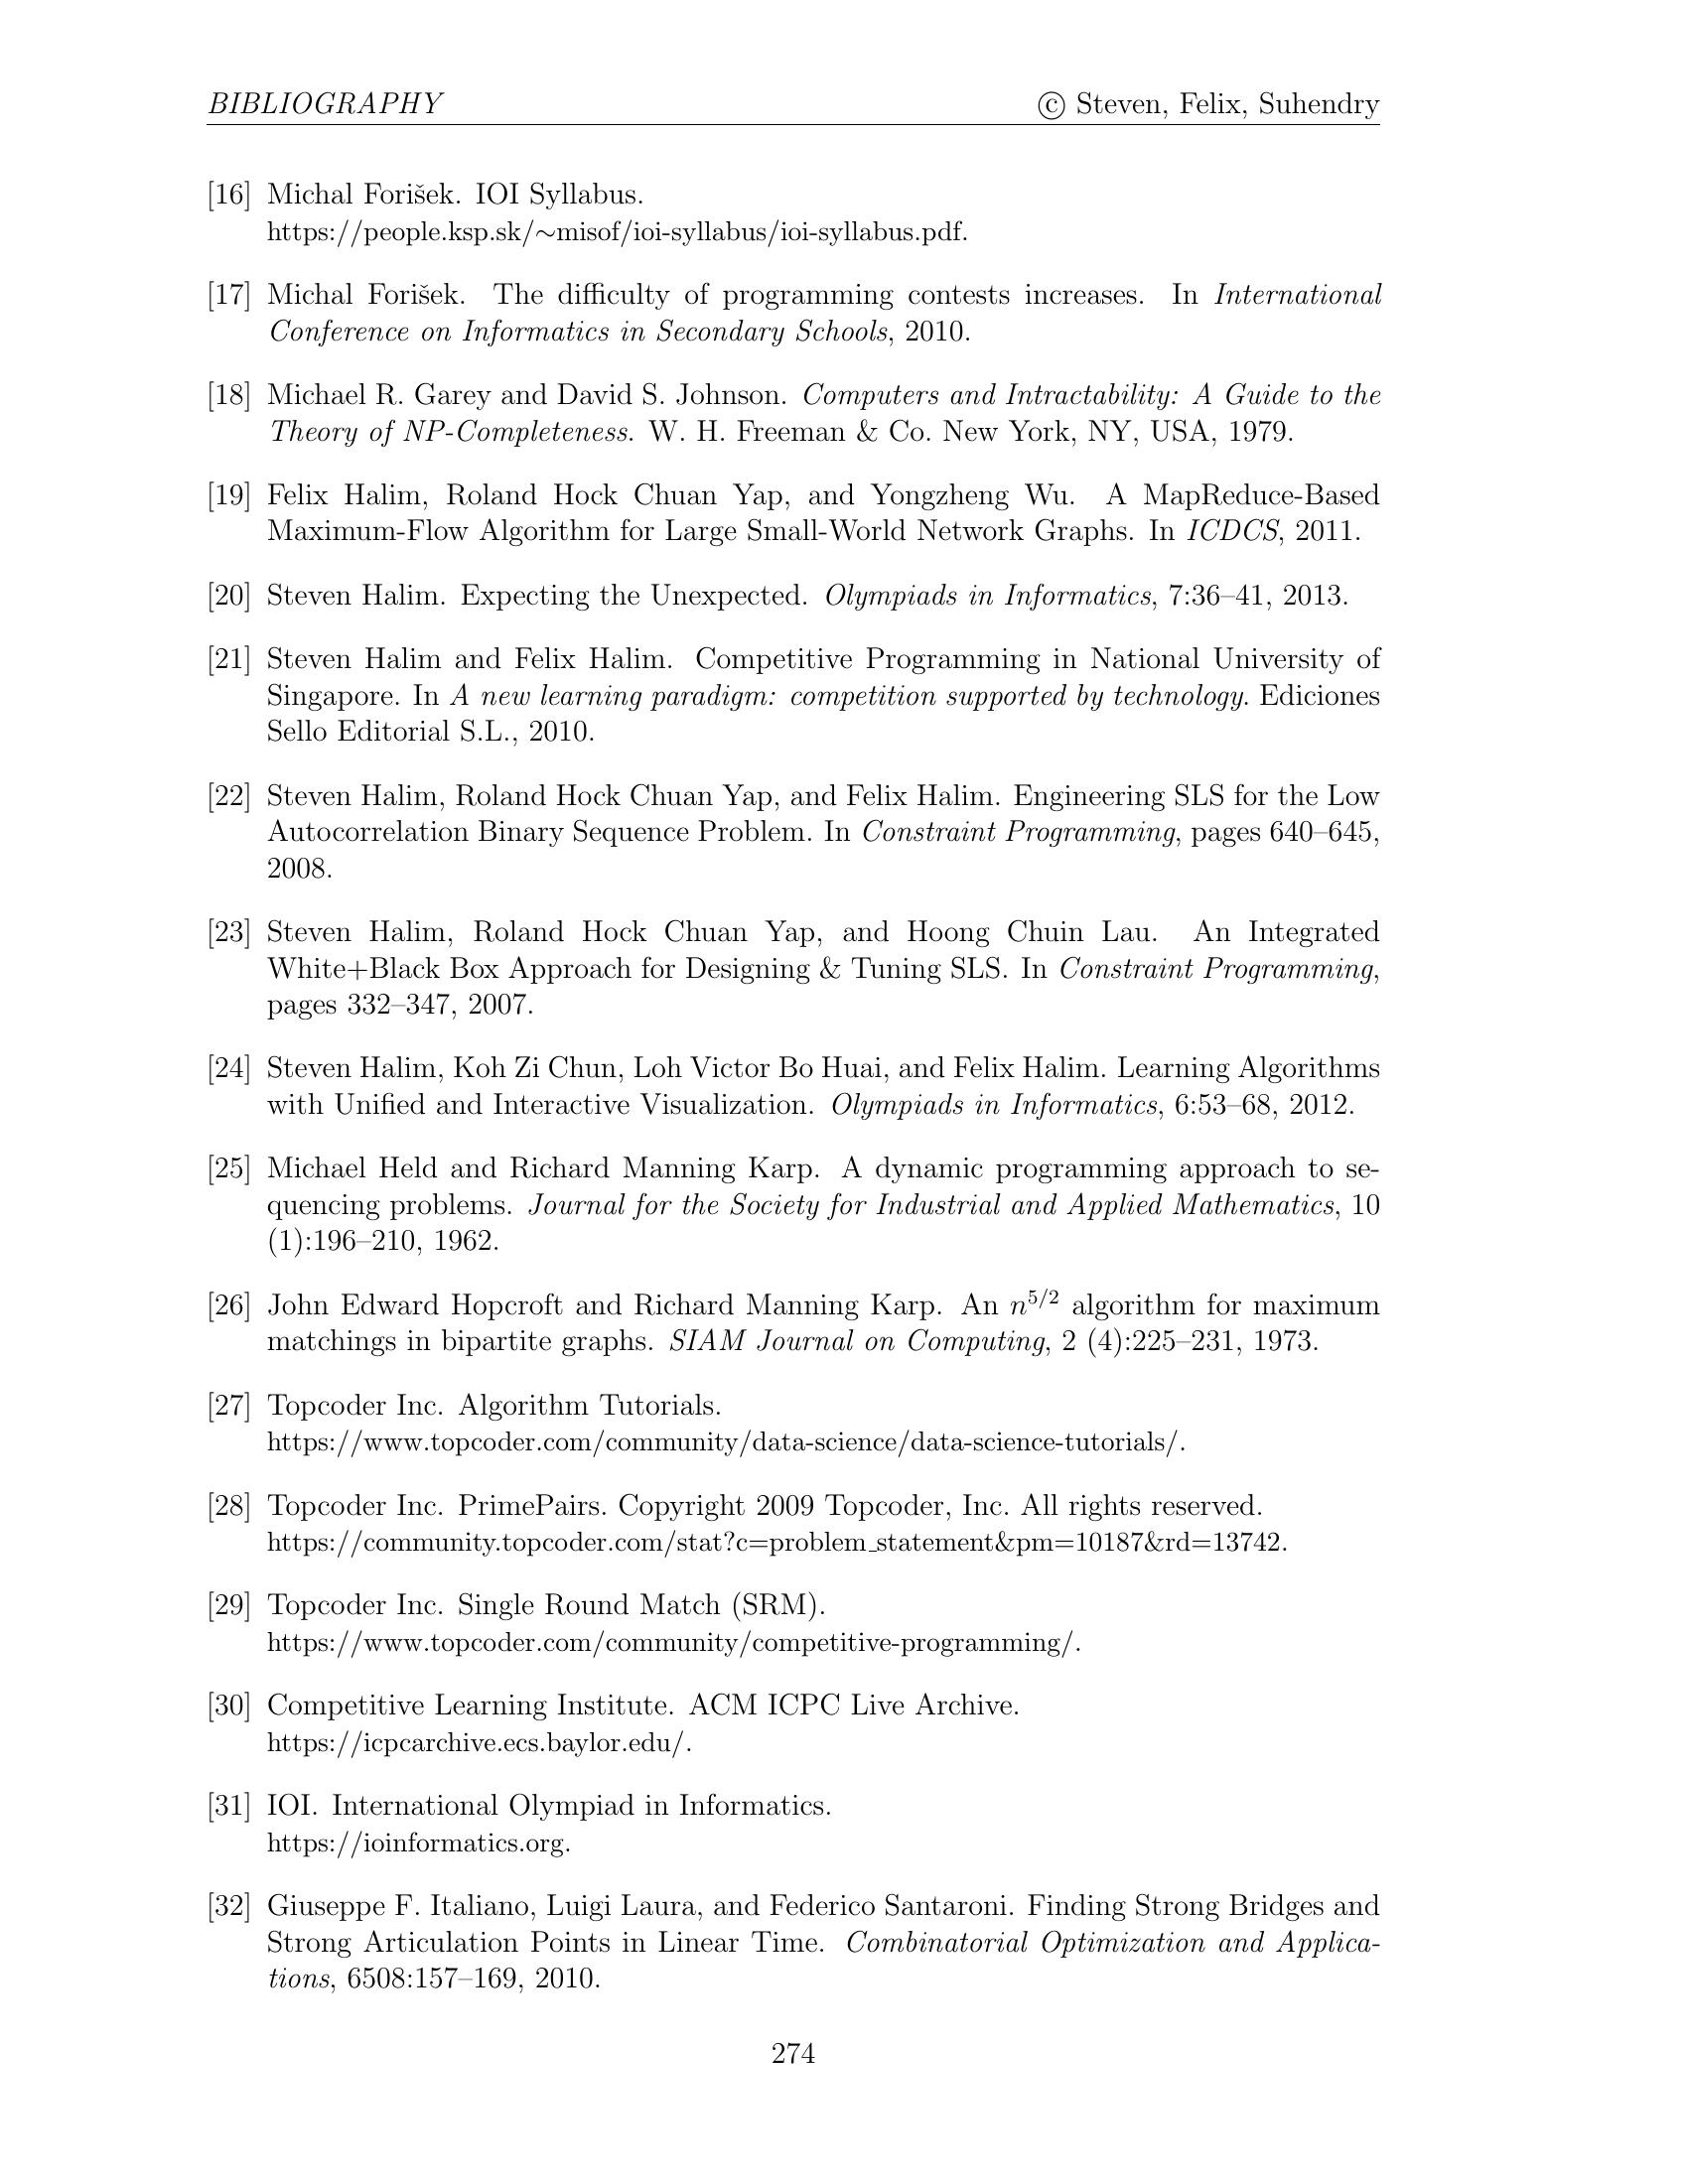 BIBLIOGRAPHY © Steven, Felix, Suhendry
[16] Michal Forišek. IOI Syllabus.
https://people.ksp.sk/∼misof/ioi-syllabus/ioi-syllabus.pdf.
[17] Michal Forišek. The difficulty of programming contests increases. In International
Conference on Informatics in Secondary Schools, 2010.
[18] Michael R. Garey and David S. Johnson. Computers and Intractability: A Guide to the
Theory of NP-Completeness. W. H. Freeman & Co. New York, NY, USA, 1979.
[19] Felix Halim, Roland Hock Chuan Yap, and Yongzheng Wu. A MapReduce-Based
Maximum-Flow Algorithm for Large Small-World Network Graphs. In ICDCS, 2011.
[20] Steven Halim. Expecting the Unexpected. Olympiads in Informatics, 7:36–41, 2013.
[21] Steven Halim and Felix Halim. Competitive Programming in National University of
Singapore. In A new learning paradigm: competition supported by technology. Ediciones
Sello Editorial S.L., 2010.
[22] Steven Halim, Roland Hock Chuan Yap, and Felix Halim. Engineering SLS for the Low
Autocorrelation Binary Sequence Problem. In Constraint Programming, pages 640–645,
2008.
[23] Steven Halim, Roland Hock Chuan Yap, and Hoong Chuin Lau. An Integrated
White+Black Box Approach for Designing & Tuning SLS. In Constraint Programming,
pages 332–347, 2007.
[24] Steven Halim, Koh Zi Chun, Loh Victor Bo Huai, and Felix Halim. Learning Algorithms
with Unified and Interactive Visualization. Olympiads in Informatics, 6:53–68, 2012.
[25] Michael Held and Richard Manning Karp. A dynamic programming approach to se-
quencing problems. Journal for the Society for Industrial and Applied Mathematics, 10
(1):196–210, 1962.
[26] John Edward Hopcroft and Richard Manning Karp. An n^{5/2} algorithm for maximum
matchings in bipartite graphs. SIAM Journal on Computing, 2 (4):225–231, 1973.
[27] Topcoder Inc. Algorithm Tutorials.
https://www.topcoder.com/community/data-science/data-science-tutorials/.
[28] Topcoder Inc. PrimePairs. Copyright 2009 Topcoder, Inc. All rights reserved.
https://community.topcoder.com/stat?c=problem_statement&pm=10187&rd=13742.
[29] Topcoder Inc. Single Round Match (SRM).
https://www.topcoder.com/community/competitive-programming/.
[30] Competitive Learning Institute. ACM ICPC Live Archive.
https://icpcarchive.ecs.baylor.edu/.
[31] IOI. International Olympiad in Informatics.
https://ioinformatics.org.
[32] Giuseppe F. Italiano, Luigi Laura, and Federico Santaroni. Finding Strong Bridges and
Strong Articulation Points in Linear Time. Combinatorial Optimization and Applica-
tions, 6508:157–169, 2010.
274